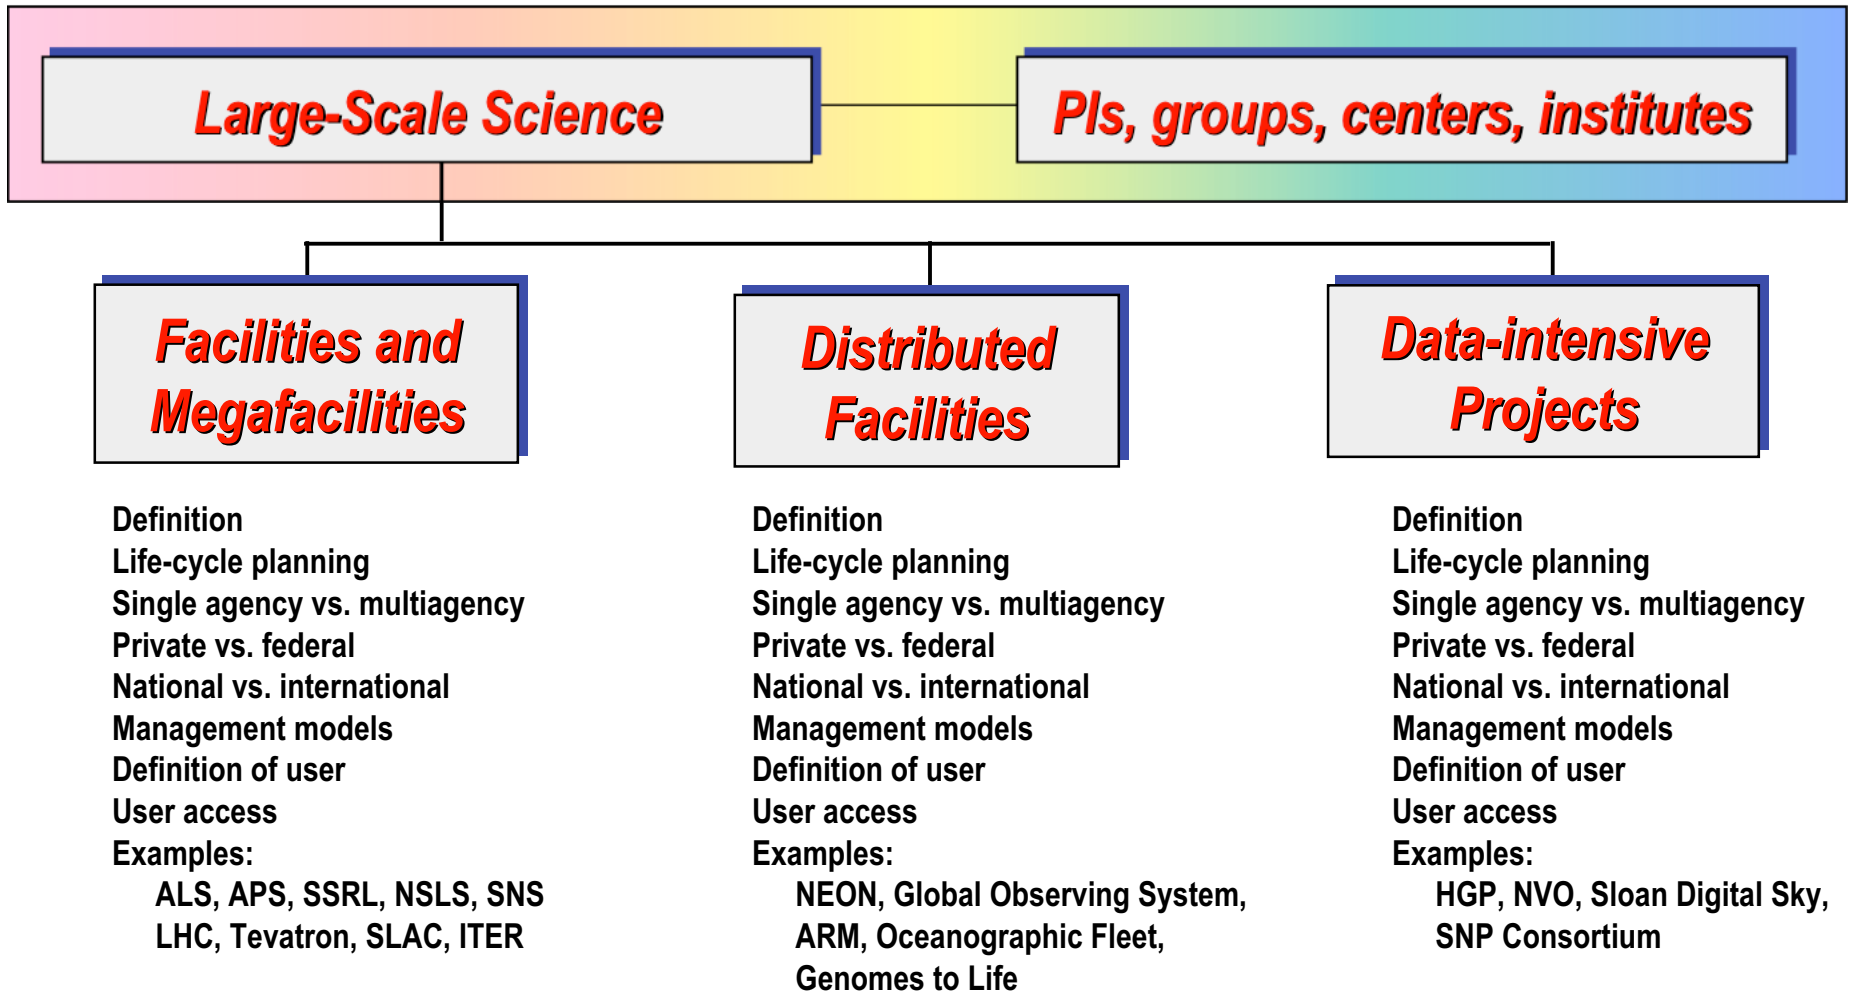 Large-Scale Science
PIs, groups, centers, institutes
Facilities and
Megafacilities
Definition
Life-cycle planning
Single agency vs. multiagency
Private vs. federal
National vs. international
Management models
Definition of user
User access
Examples:
ALS, APS, SSRL, NSLS, SNS
LHC, Tevatron, SLAC, ITER
Distributed
Facilities
Definition
Life-cycle planning
Single agency vs. multiagency
Private vs. federal
National vs. international
Management models
Definition of user
User access
Examples:
NEON, Global Observing System,
ARM, Oceanographic Fleet,
Genomes to Life
Data-intensive
Projects
Definition
Life-cycle planning
Single agency vs. multiagency
Private vs. federal
National vs. international
Management models
Definition of user
User access
Examples:
HGP, NVO, Sloan Digital Sky,
SNP Consortium